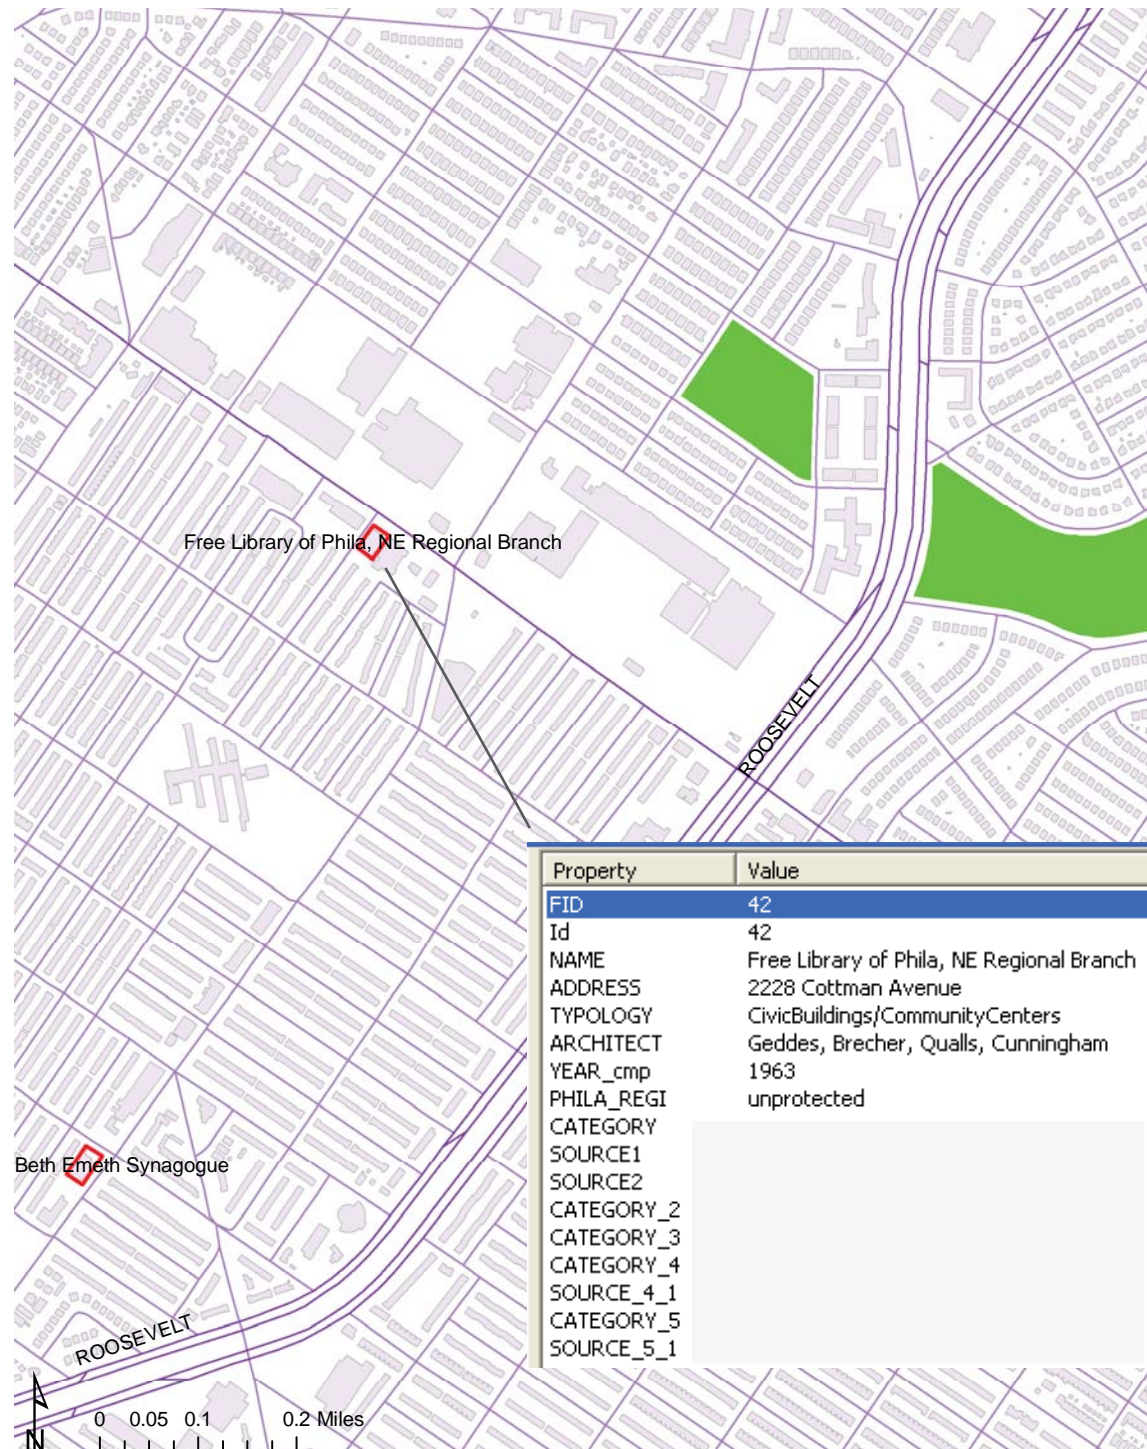 Free Library of Phila, NE Regional Branch
ROOSEVELT
Property Value
FID 42
Id 42
NAME Free Library of Phila, NE Regional Branch
ADDRESS 2228 Cottman Avenue
TYPOLOGY CivicBuildings/CommunityCenters
ARCHITECT Geddes, Brecher, Qualls, Cunningham
YEAR_cmp 1963
PHILA_REGI unprotected
CATEGORY
SOURCE1
SOURCE2
CATEGORY_2
CATEGORY_3
CATEGORY_4
SOURCE_4_1
CATEGORY_5
SOURCE_5_1
Beth Emeth Synagogue
ROOSEVELT
N
0 0.05 0.1 0.2 Miles